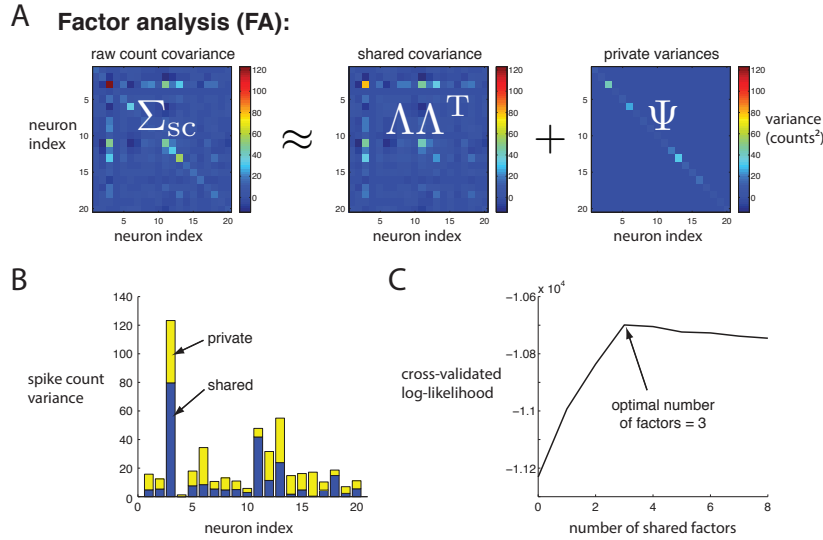 A Factor analysis (FA):
raw count covariance
shared covariance
private variances
120
100
80
60
40
20
0
5
10
15
20
5 10 15 20
neuron
index
neuron index
Σsc
≈
120
100
80
60
40
20
0
5
10
15
20
5 10 15 20
neuron index
ΛΛᵀ
+
120
100
80
60
40
20
0
5
10
15
20
5 10 15 20
neuron index
Ψ
variance
(counts²)
B
140
120
100
80
60
40
20
0
spike count
variance
private
shared
0 5 10 15 20
neuron index
C
x 10⁴
-1.06
-1.08
-1.1
-1.12
cross-validated
log-likelihood
optimal number
of factors = 3
0 2 4 6 8
number of shared factors